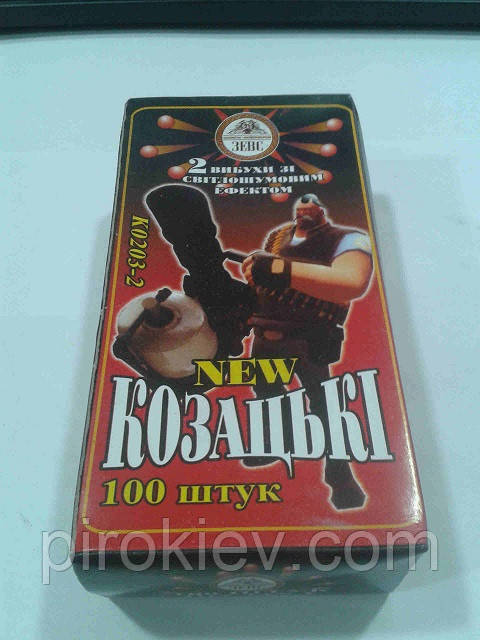 ЗЕВС
2 ВИБУХИ ЗІ
СВІТЛОШУМОВИМ
ЕФЕКТОМ
К0203-2
NEW
КОЗАЦЬКІ
100 штук
pirokiev.com